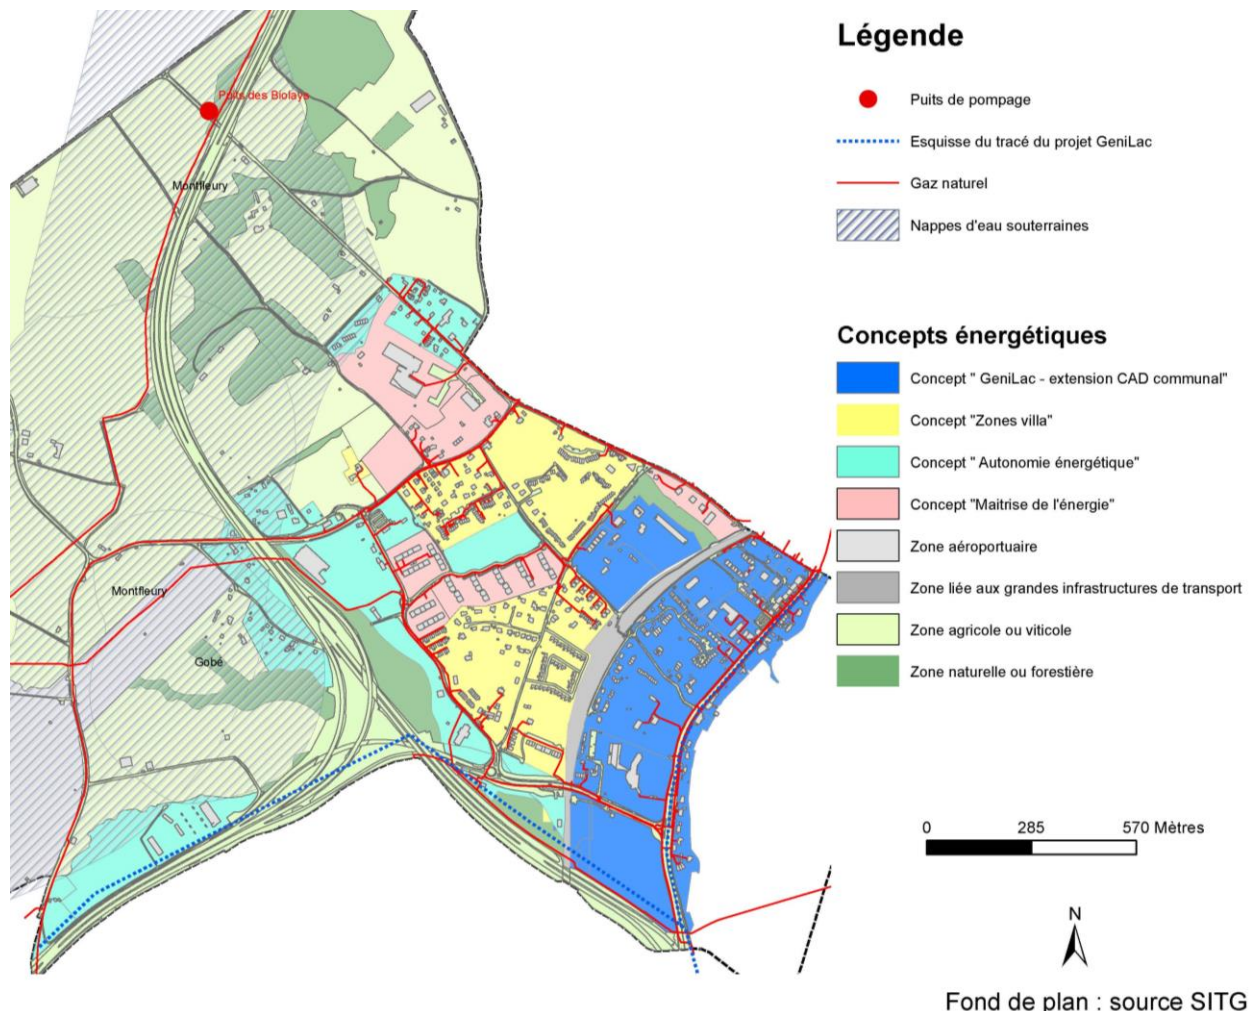 Puits des Biolays
Montfleury
Montfleury
Gobé
Légende
Puits de pompage
Esquisse du tracé du projet GeniLac
Gaz naturel
Nappes d'eau souterraines
Concepts énergétiques
Concept " GeniLac - extension CAD communal"
Concept "Zones villa"
Concept " Autonomie énergétique"
Concept "Maitrise de l'énergie"
Zone aéroportuaire
Zone liée aux grandes infrastructures de transport
Zone agricole ou viticole
Zone naturelle ou forestière
0 285 570 Mètres
N
Fond de plan : source SITG